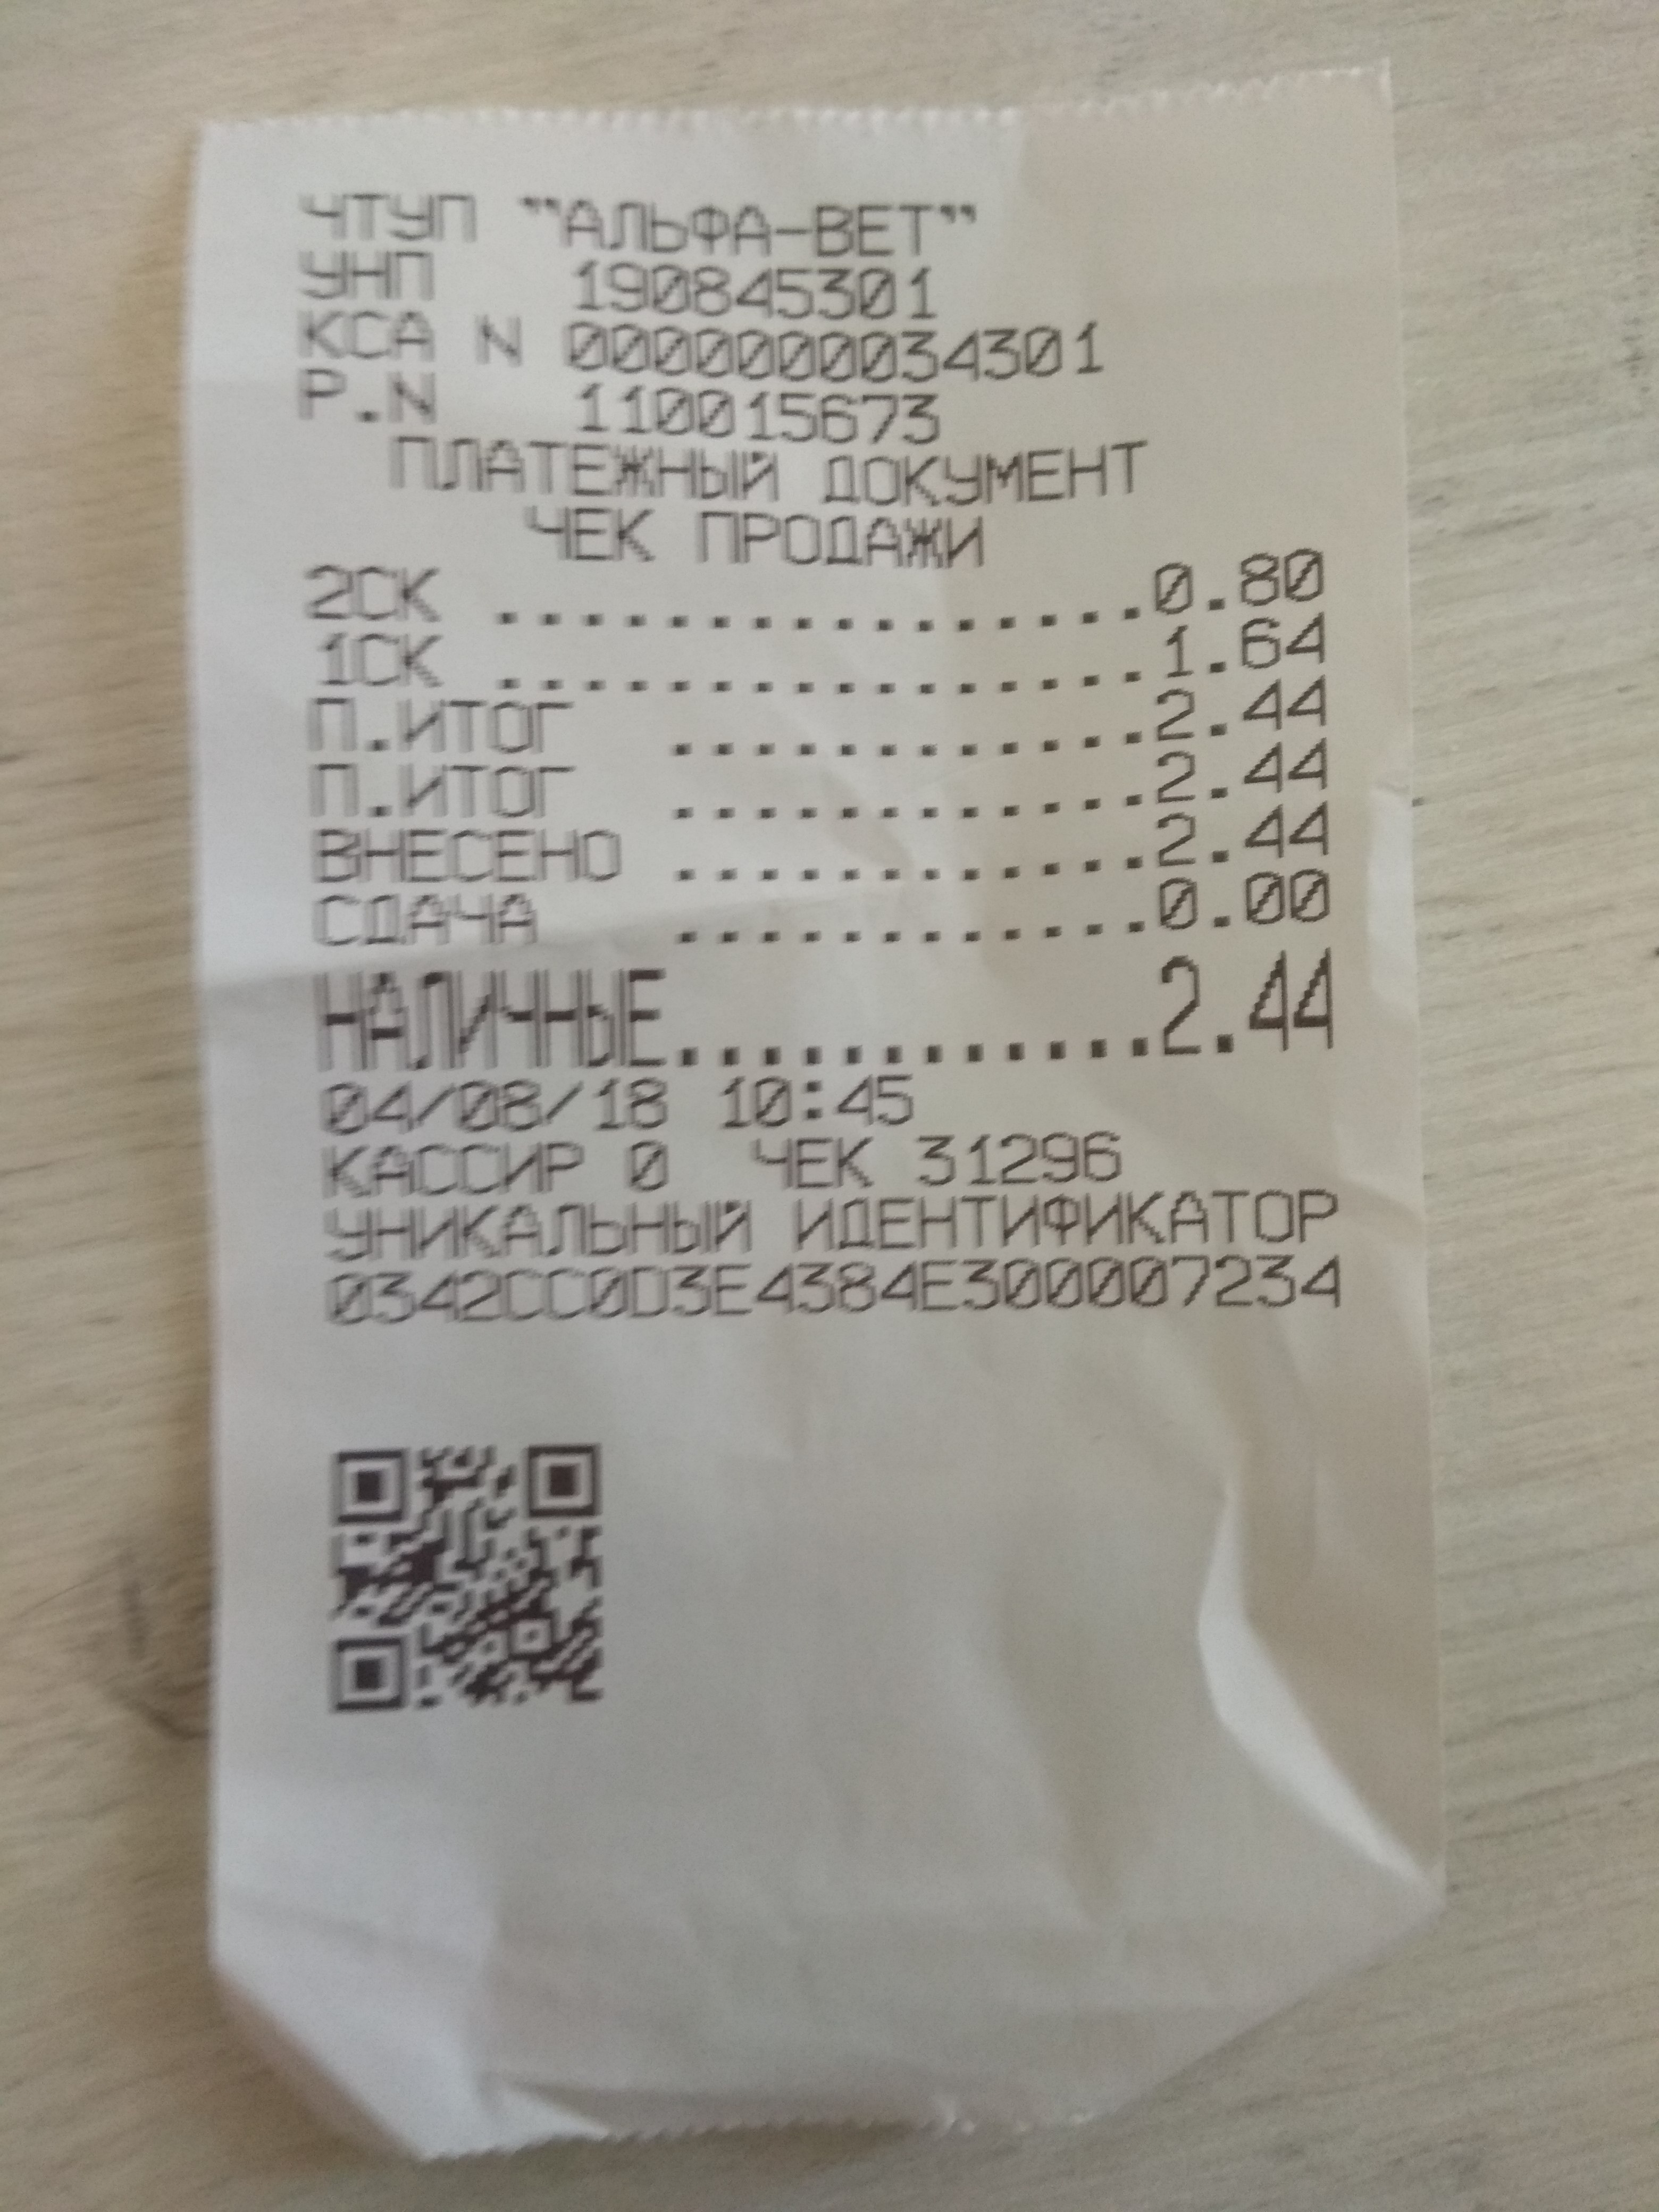 ЧТУП "АЛЬФА-ВЕТ"
УНП 190845301
КСА N 0000000034301
Р.N 110015673
ПЛАТЕЖНЫЙ ДОКУМЕНТ
ЧЕК ПРОДАЖИ
2СК ................0.80
1СК ................1.64
П.ИТОГ ............2.44
П.ИТОГ ............2.44
ВНЕСЕНО ............2.44
СДАЧА ............0.00
НАЛИЧНЫЕ............2.44
04/08/18 10:45
КАССИР 0 ЧЕК 31296
УНИКАЛЬНЫЙ ИДЕНТИФИКАТОР
0342CC0D3E4384E300007234